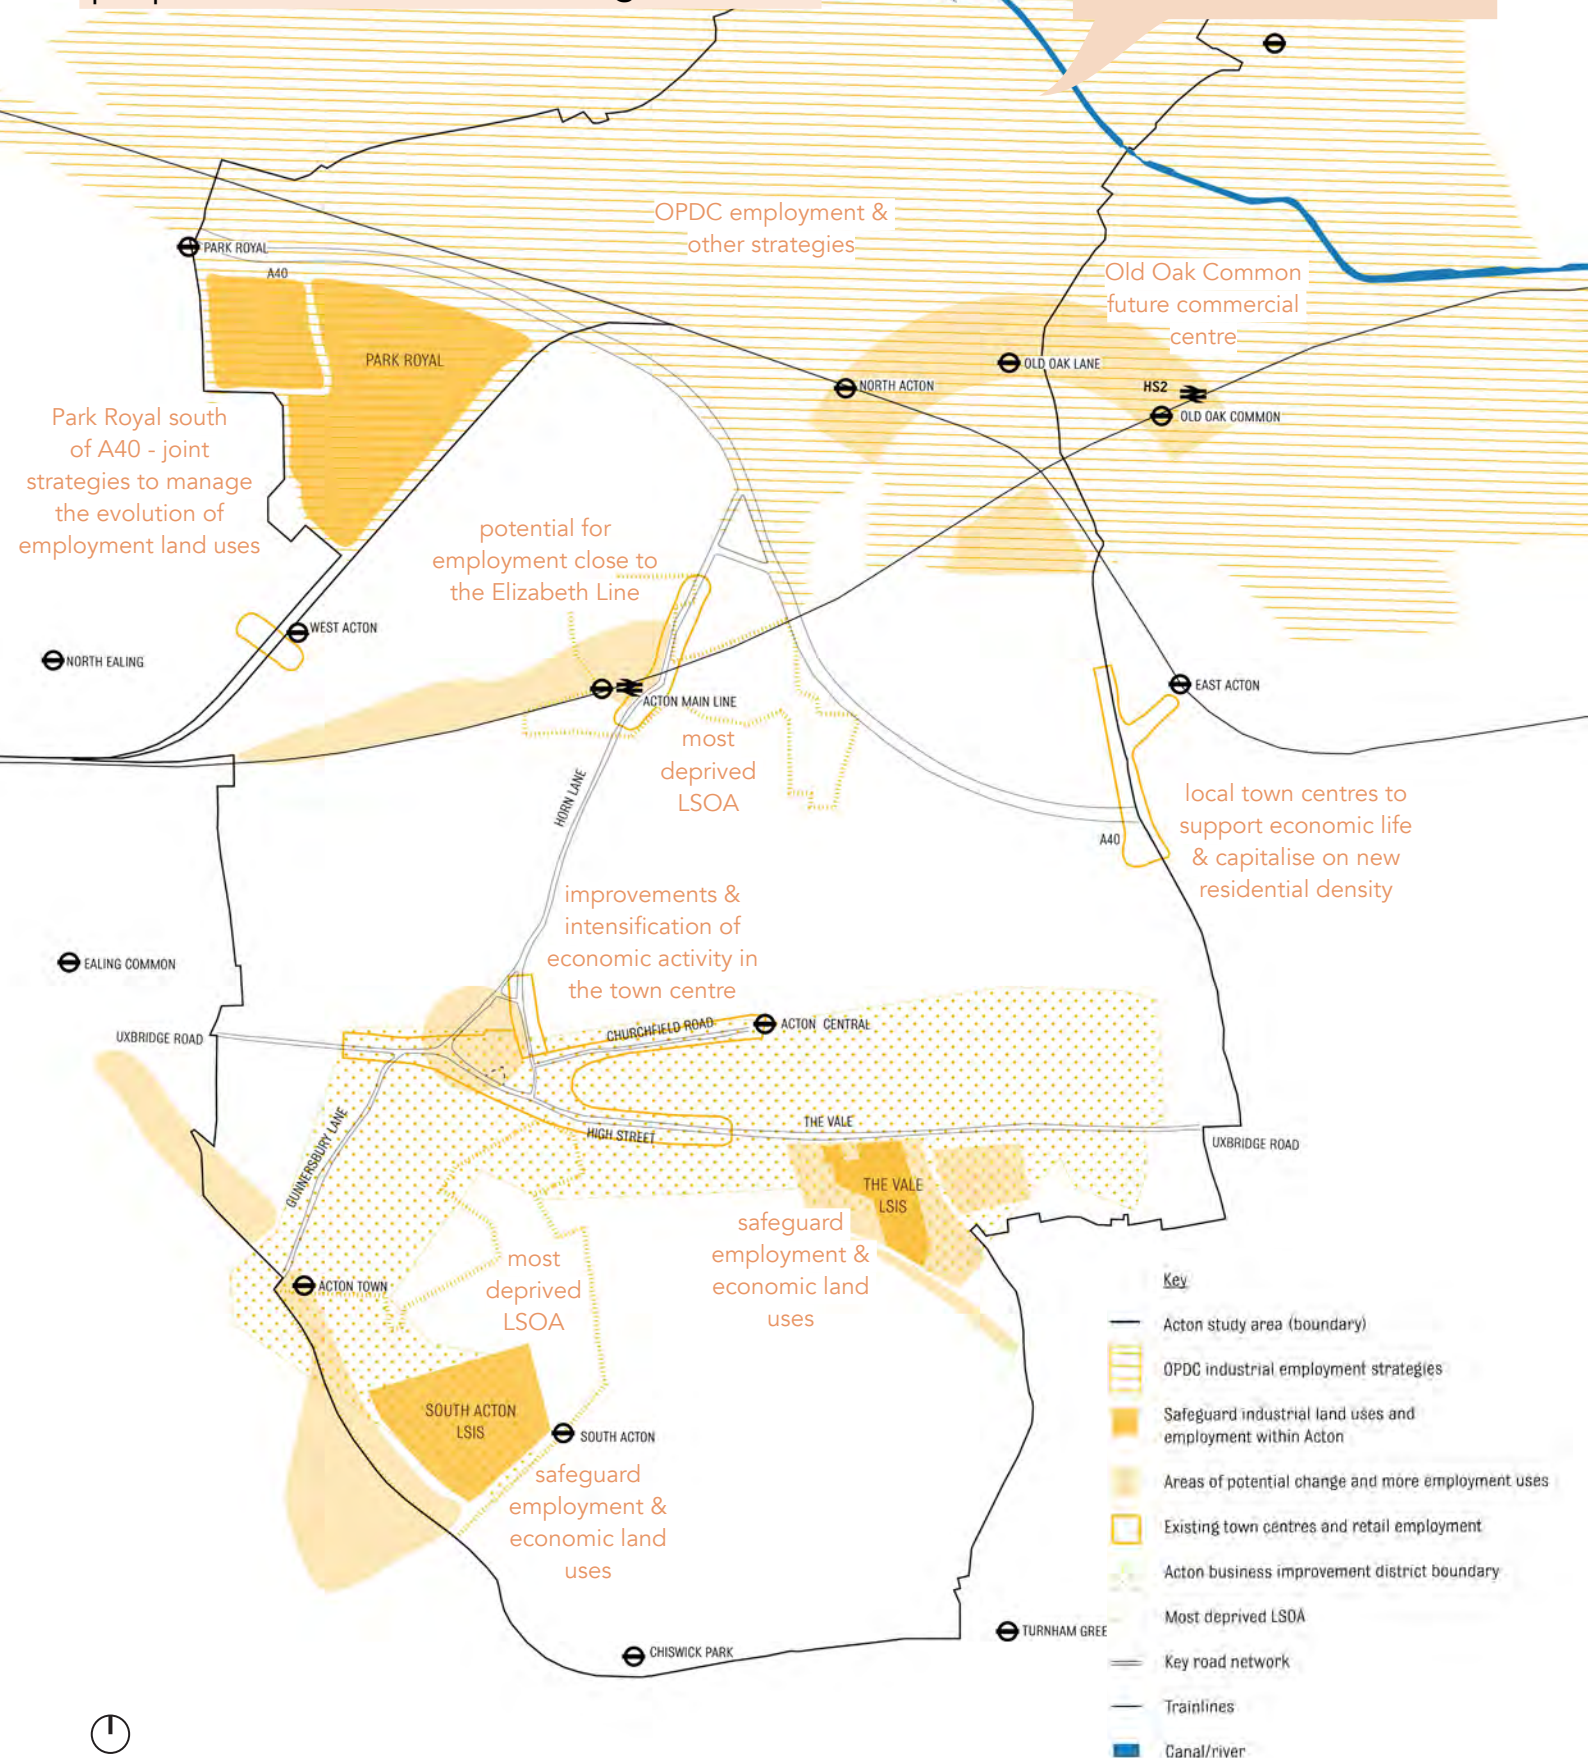 OPDC employment &
other strategies
PARK ROYAL
A40
Old Oak Common
future commercial
centre
PARK ROYAL
OLD OAK LANE
NORTH ACTON
HS2
OLD OAK COMMON
Park Royal south
of A40 - joint
strategies to manage
the evolution of
employment land uses
potential for
employment close to
the Elizabeth Line
WEST ACTON
NORTH EALING
EAST ACTON
ACTON MAIN LINE
most
deprived
LSOA
HORN LANE
local town centres to
support economic life
& capitalise on new
residential density
A40
improvements &
intensification of
economic activity in
the town centre
EALING COMMON
UXBRIDGE ROAD
CHURCHFIELD ROAD
ACTON CENTRAL
THE VALE
HIGH STREET
UXBRIDGE ROAD
GUNNERSBURY LANE
THE VALE
LSIS
safeguard
employment &
economic land
uses
most
deprived
LSOA
ACTON TOWN
SOUTH ACTON
LSIS
SOUTH ACTON
safeguard
employment &
economic land
uses
CHISWICK PARK
TURNHAM GREE
Key
Acton study area (boundary)
OPDC industrial employment strategies
Safeguard industrial land uses and
employment within Acton
Areas of potential change and more employment uses
Existing town centres and retail employment
Acton business improvement district boundary
Most deprived LSOA
Key road network
Trainlines
Canal/river